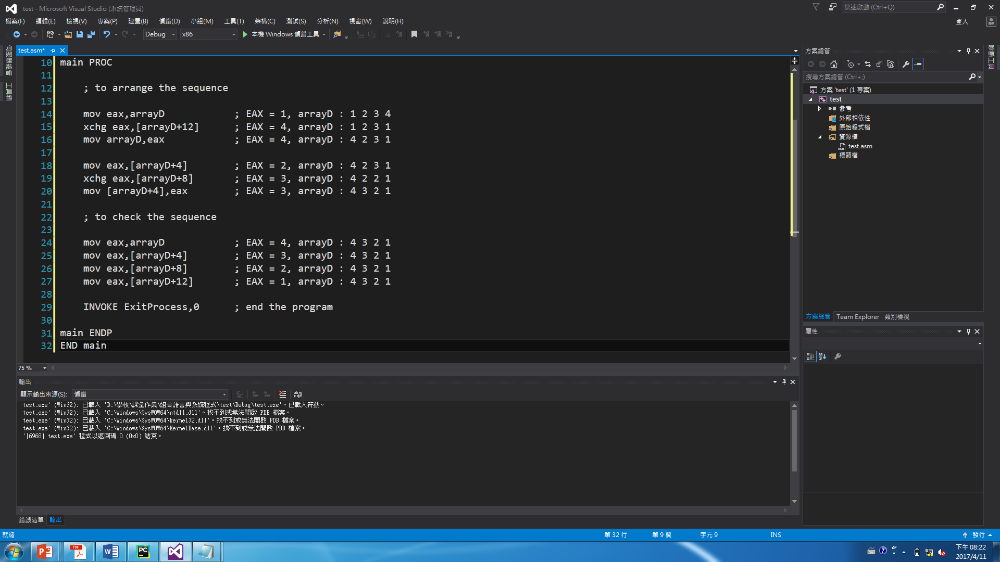 test - Microsoft Visual Studio (系統管理員)
快速啟動 (Ctrl+Q)
檔案(F) 編輯(E) 檢視(V) 專案(P) 建置(B) 偵錯(D) 小組(M) 工具(T) 架構(C) 測試(S) 分析(N) 視窗(W) 說明(H)
登入
Debug x86 本機 Windows 偵錯工具
伺服器總管
工具箱
test.asm*
10 main PROC
11
12 ; to arrange the sequence
13
14 mov eax,arrayD ; EAX = 1, arrayD : 1 2 3 4
15 xchg eax,[arrayD+12] ; EAX = 4, arrayD : 1 2 3 1
16 mov arrayD,eax ; EAX = 4, arrayD : 4 2 3 1
17
18 mov eax,[arrayD+4] ; EAX = 2, arrayD : 4 2 3 1
19 xchg eax,[arrayD+8] ; EAX = 3, arrayD : 4 2 2 1
20 mov [arrayD+4],eax ; EAX = 3, arrayD : 4 3 2 1
21
22 ; to check the sequence
23
24 mov eax,arrayD ; EAX = 4, arrayD : 4 3 2 1
25 mov eax,[arrayD+4] ; EAX = 3, arrayD : 4 3 2 1
26 mov eax,[arrayD+8] ; EAX = 2, arrayD : 4 3 2 1
27 mov eax,[arrayD+12] ; EAX = 1, arrayD : 4 3 2 1
28
29 INVOKE ExitProcess,0 ; end the program
30
31 main ENDP
32 END main
75 %
輸出
顯示輸出來源(S): 偵錯
test.exe' (Win32): 已載入 'D:\學校\課堂作業\組合語言與系統程式\test\Debug\test.exe'。已載入符號。
test.exe' (Win32): 已載入 'C:\Windows\SysWOW64\ntdll.dll'。找不到或無法開啟 PDB 檔案。
test.exe' (Win32): 已載入 'C:\Windows\SysWOW64\kernel32.dll'。找不到或無法開啟 PDB 檔案。
test.exe' (Win32): 已載入 'C:\Windows\SysWOW64\KernelBase.dll'。找不到或無法開啟 PDB 檔案。
'[6968] test.exe' 程式以返回碼 0 (0x0) 結束。
錯誤清單 輸出
方案總管
搜尋方案總管 (Ctrl+;)
方案 'test' (1 專案)
test
參考
外部相依性
原始程式檔
資源檔
test.asm
標頭檔
方案總管 Team Explorer 類別檢視
屬性
診斷工具
就緒 第 32 行 第 9 欄 字元 9 INS 發行
下午 08:22
2017/4/11